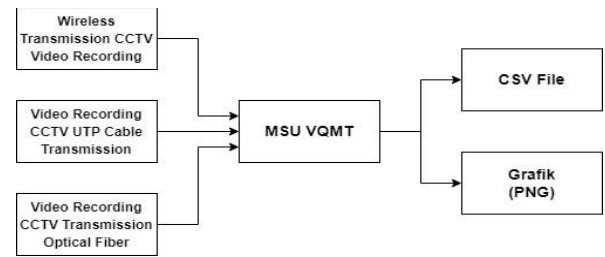 Wireless
Transmission CCTV
Video Recording
Video Recording
CCTV UTP Cable
Transmission
Video Recording
CCTV Transmission
Optical Fiber
MSU VQMT
CSV File
Grafik
(PNG)